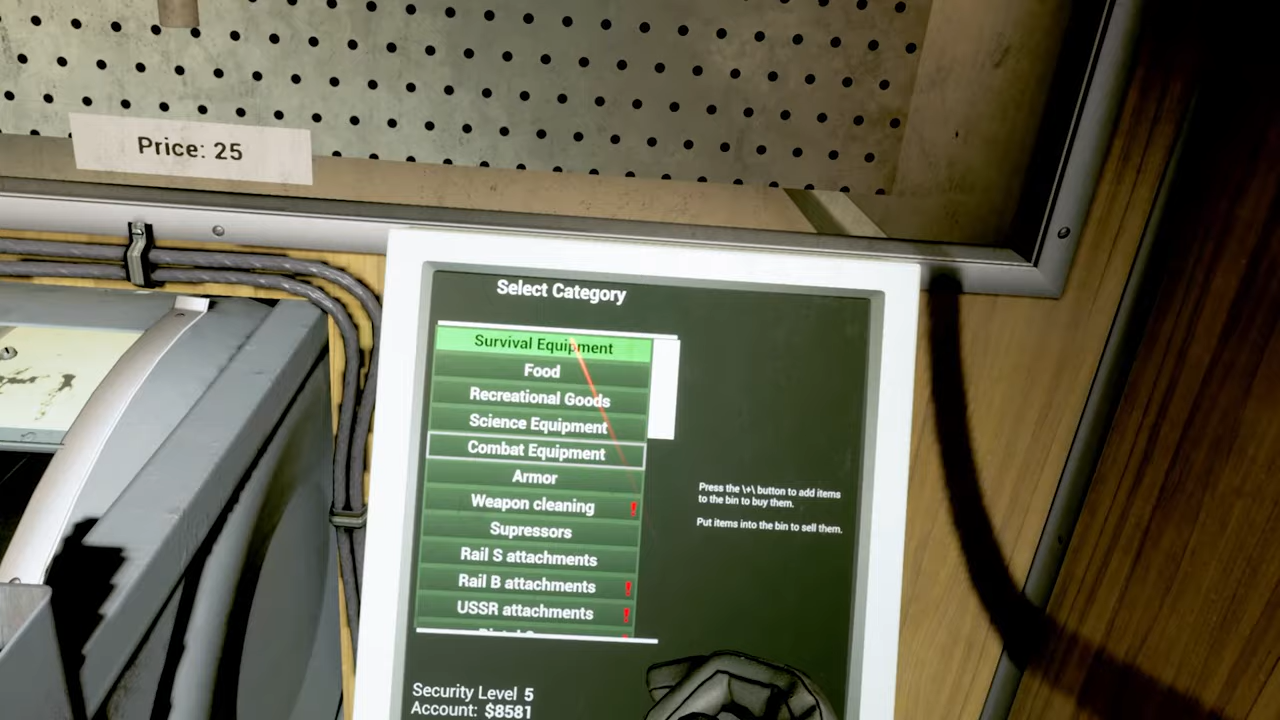 Price: 25
Select Category
Survival Equipment
Food
Recreational Goods
Science Equipment
Combat Equipment
Armor
Weapon cleaning !
Supressors
Rail S attachments
Rail B attachments !
USSR attachments !
Press the \+\ button to add items
to the bin to buy them.
Put items into the bin to sell them.
Security Level 5
Account: $8581